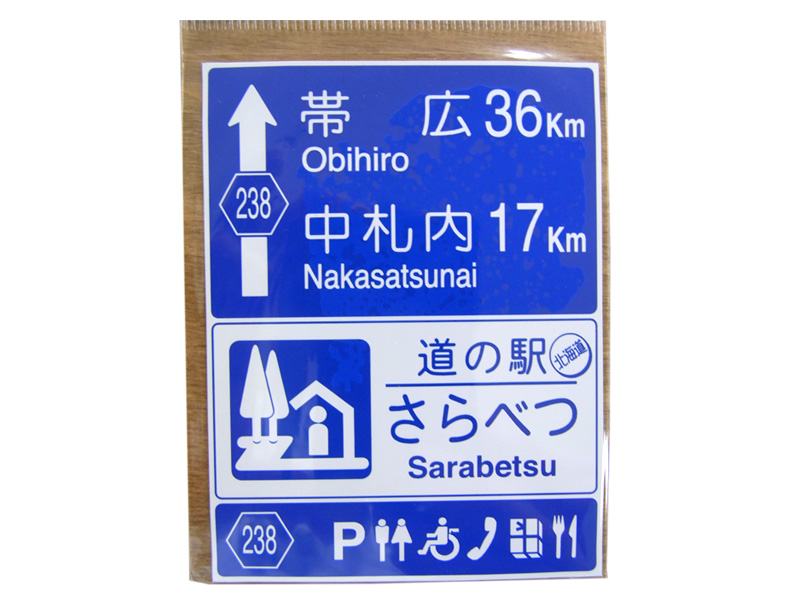 帯 広 36Km
Obihiro
238
中札内 17Km
Nakasatsunai
道の駅 北海道
さらべつ
Sarabetsu
238 P